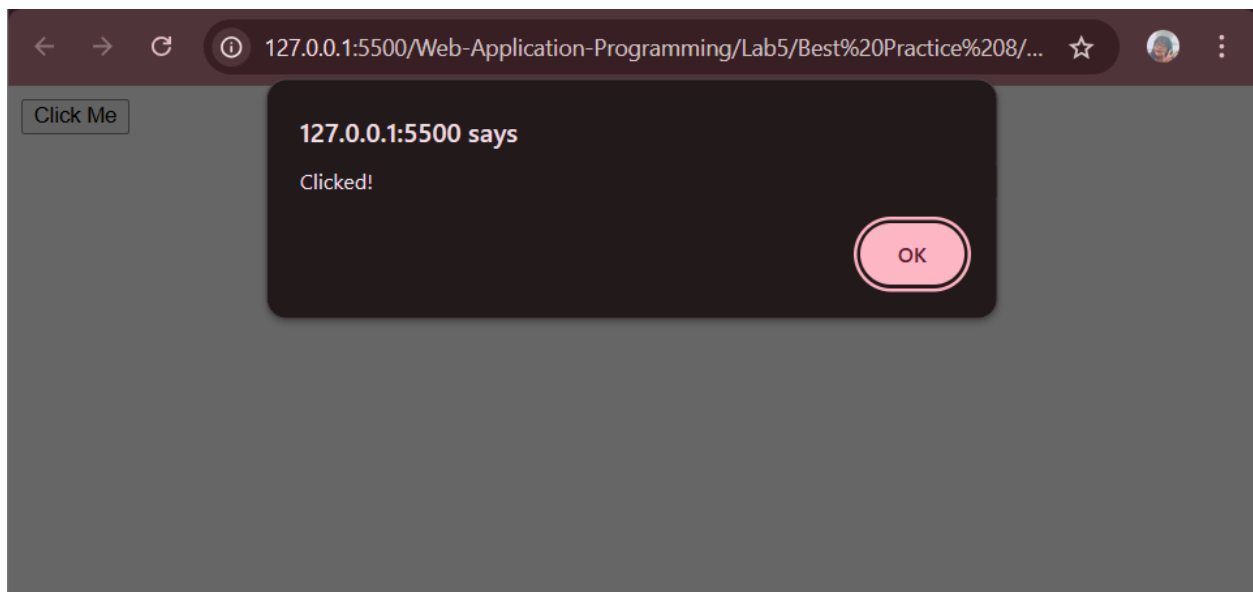 127.0.0.1:5500/Web-Application-Programming/Lab5/Best%20Practice%208/...
Click Me
127.0.0.1:5500 says
Clicked!
OK